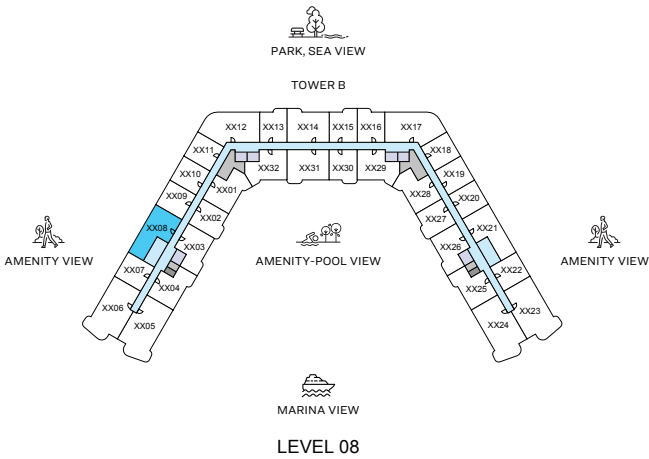 PARK, SEA VIEW
TOWER B
XX12
XX13
XX14
XX15
XX16
XX17
XX11
XX32
XX31
XX30
XX29
XX18
XX10
XX01
XX28
XX19
XX09
XX02
XX27
XX20
XX08
XX03
XX26
XX21
AMENITY VIEW
AMENITY-POOL VIEW
AMENITY VIEW
XX07
XX04
XX25
XX22
XX06
XX05
XX24
XX23
MARINA VIEW
LEVEL 08